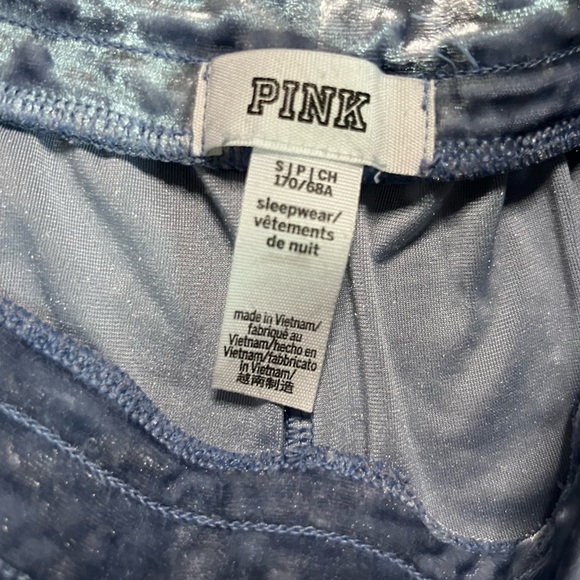 PINK
S | P | CH
170/68A
sleepwear/
vêtements
de nuit
made in Vietnam/
fabriqué au
Vietnam/hecho en
Vietnam/fabbricato
in Vietnam/
越南制造